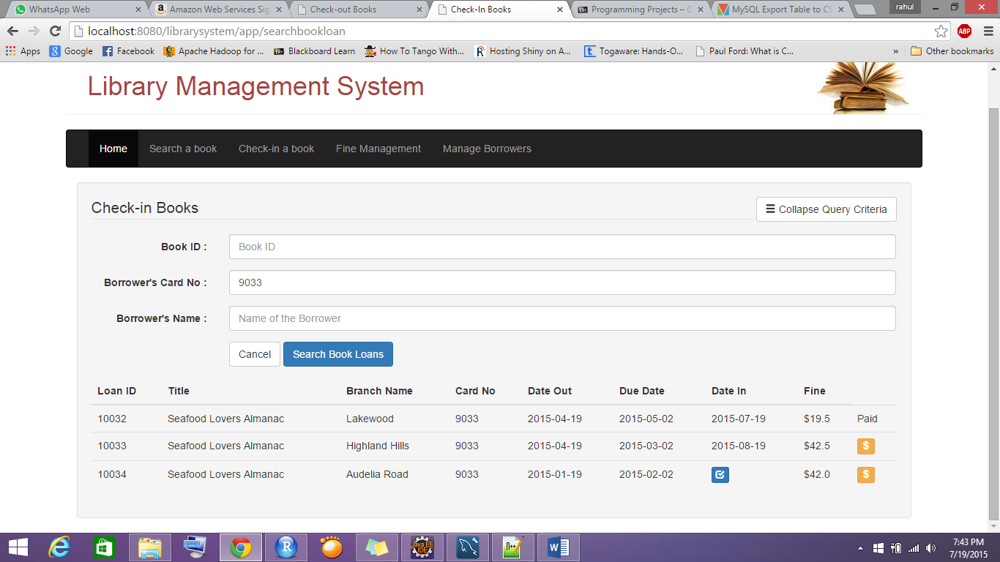 WhatsApp Web
Amazon Web Services Sig
Check-out Books
Check-In Books
Programming Projects – C
MySQL Export Table to CS
rahul
localhost:8080/librarysystem/app/searchbookloan
ABP
Apps
Google
Facebook
Apache Hadoop for ...
Bb Blackboard Learn
How To Tango With...
Hosting Shiny on A...
Togaware: Hands-O...
Paul Ford: What is C...
» Other bookmarks
Library Management System
Home Search a book Check-in a book Fine Management Manage Borrowers
Check-in Books
Collapse Query Criteria
Book ID : Book ID
Borrower's Card No : 9033
Borrower's Name : Name of the Borrower
Cancel Search Book Loans
Loan ID Title Branch Name Card No Date Out Due Date Date In Fine
10032 Seafood Lovers Almanac Lakewood 9033 2015-04-19 2015-05-02 2015-07-19 $19.5 Paid
10033 Seafood Lovers Almanac Highland Hills 9033 2015-04-19 2015-03-02 2015-08-19 $42.5 $
10034 Seafood Lovers Almanac Audelia Road 9033 2015-01-19 2015-02-02 $42.0 $
7:43 PM
7/19/2015